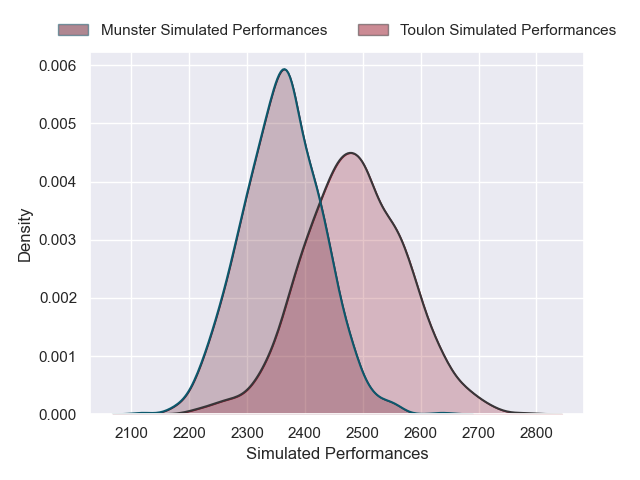 Munster Simulated Performances Toulon Simulated Performances
0.006
0.005
0.004
0.003
0.002
0.001
0.000
Density
2100 2200 2300 2400 2500 2600 2700 2800
Simulated Performances